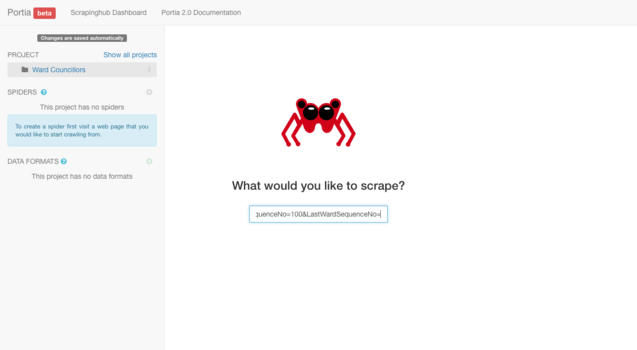 Portia beta Scrapinghub Dashboard Portia 2.0 Documentation
Changes are saved automatically
PROJECT Show all projects
Ward Councillors
SPIDERS
This project has no spiders
To create a spider first visit a web page that you
would like to start crawling from.
DATA FORMATS
This project has no data formats
What would you like to scrape?
quenceNo=100&LastWardSequenceNo=